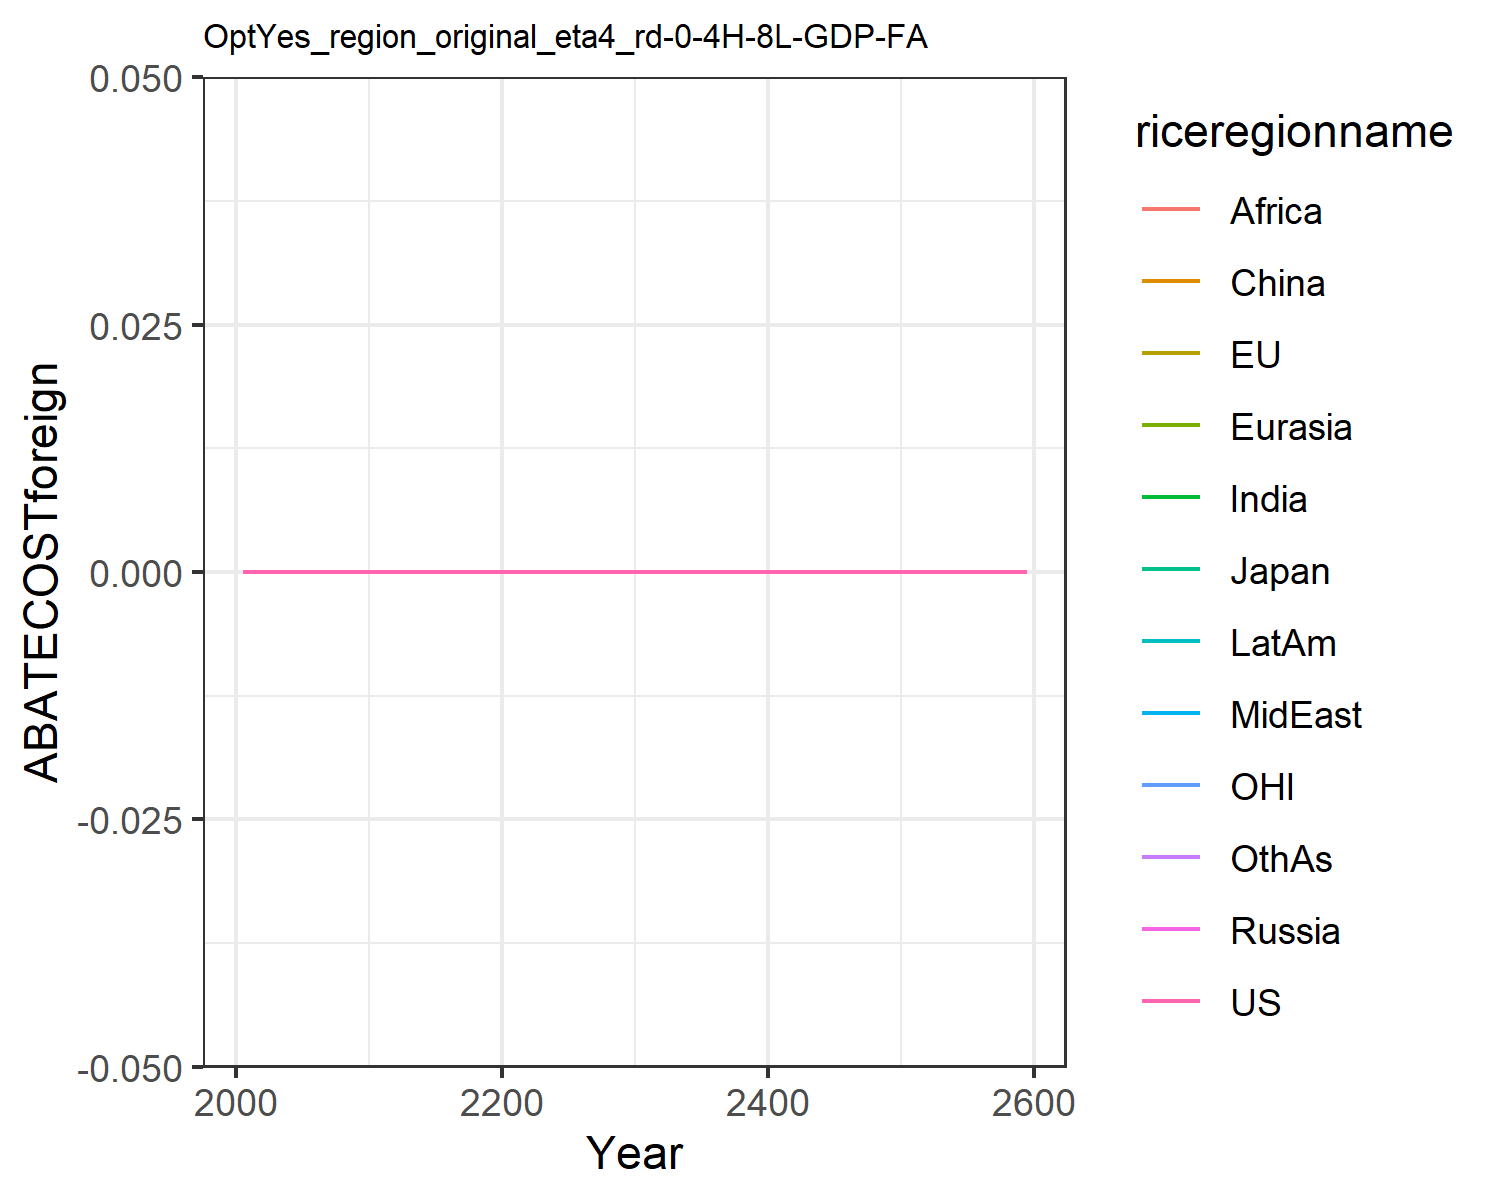 OptYes_region_original_eta4_rd-0-4H-8L-GDP-FA
0.050
0.025
0.000
-0.025
-0.050
ABATECOSTforeign
2000 2200 2400 2600
Year
riceregionname
Africa
China
EU
Eurasia
India
Japan
LatAm
MidEast
OHI
OthAs
Russia
US